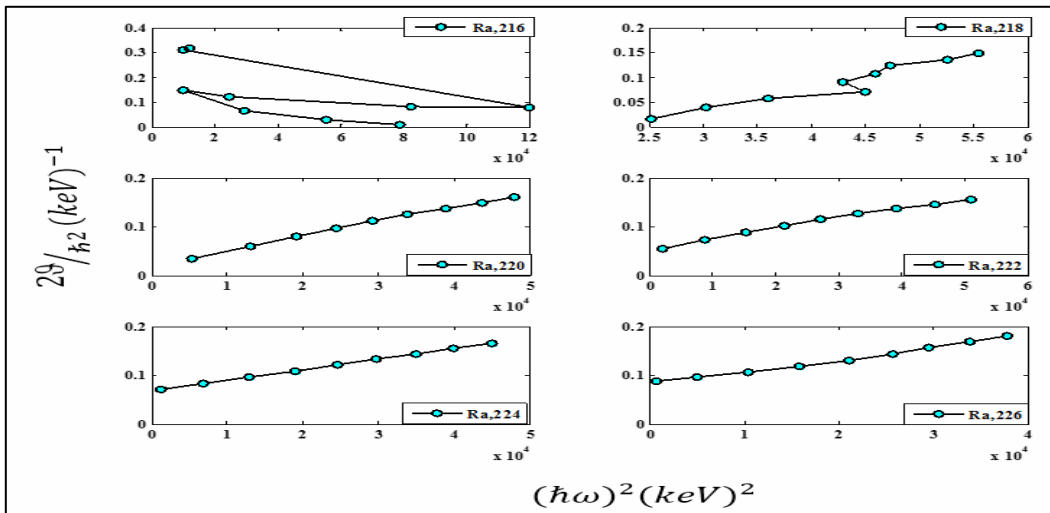 Ra,216
0.4
0.3
0.2
0.1
0
0 2 4 6 8 10 12
x 10^4
Ra,218
0.2
0.15
0.1
0.05
0
2.5 3 3.5 4 4.5 5 5.5 6
x 10^4
0.2
0.1
0
Ra,220
0 1 2 3 4 5
x 10^4
0.2
0.1
0
Ra,222
0 1 2 3 4 5 6
x 10^4
0.2
0.1
0
Ra,224
0 1 2 3 4 5
x 10^4
0.2
0.1
0
Ra,226
0 1 2 3 4
x 10^4
2ϑ/ħ2 (keV)^−1
(ħω)^2(keV)^2